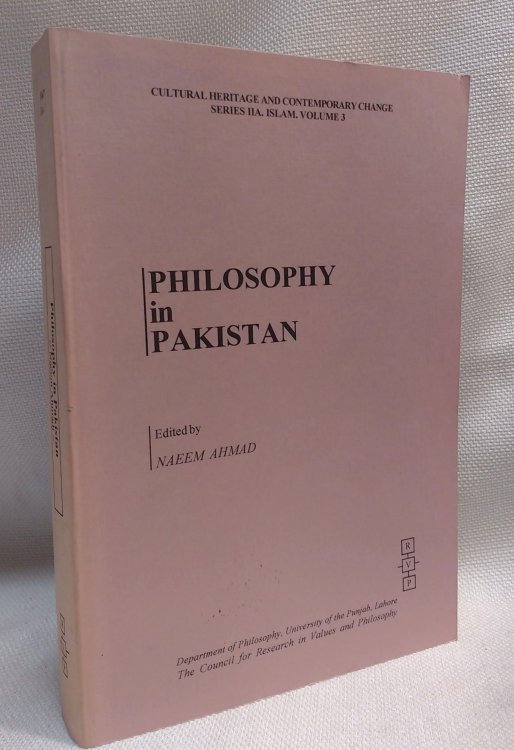 CULTURAL HERITAGE AND CONTEMPORARY CHANGE
SERIES IIA. ISLAM. VOLUME 3
PHILOSOPHY
in
PAKISTAN
Edited by
NAEEM AHMAD
R
V
P
Department of Philosophy, University of the Punjab, Lahore
The Council for Research in Values and Philosophy
Philosophy in Pakistan